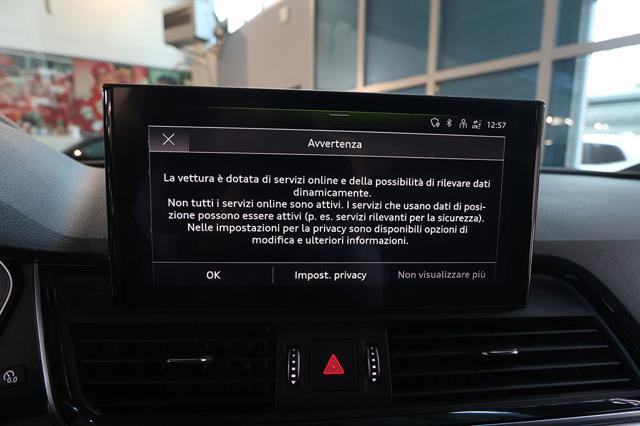 12:57
Avvertenza
La vettura è dotata di servizi online e della possibilità di rilevare dati
dinamicamente.
Non tutti i servizi online sono attivi. I servizi che usano dati di posi-
zione possono essere attivi (p. es. servizi rilevanti per la sicurezza).
Nelle impostazioni per la privacy sono disponibili opzioni di
modifica e ulteriori informazioni.
OK Impost. privacy Non visualizzare più
0.0